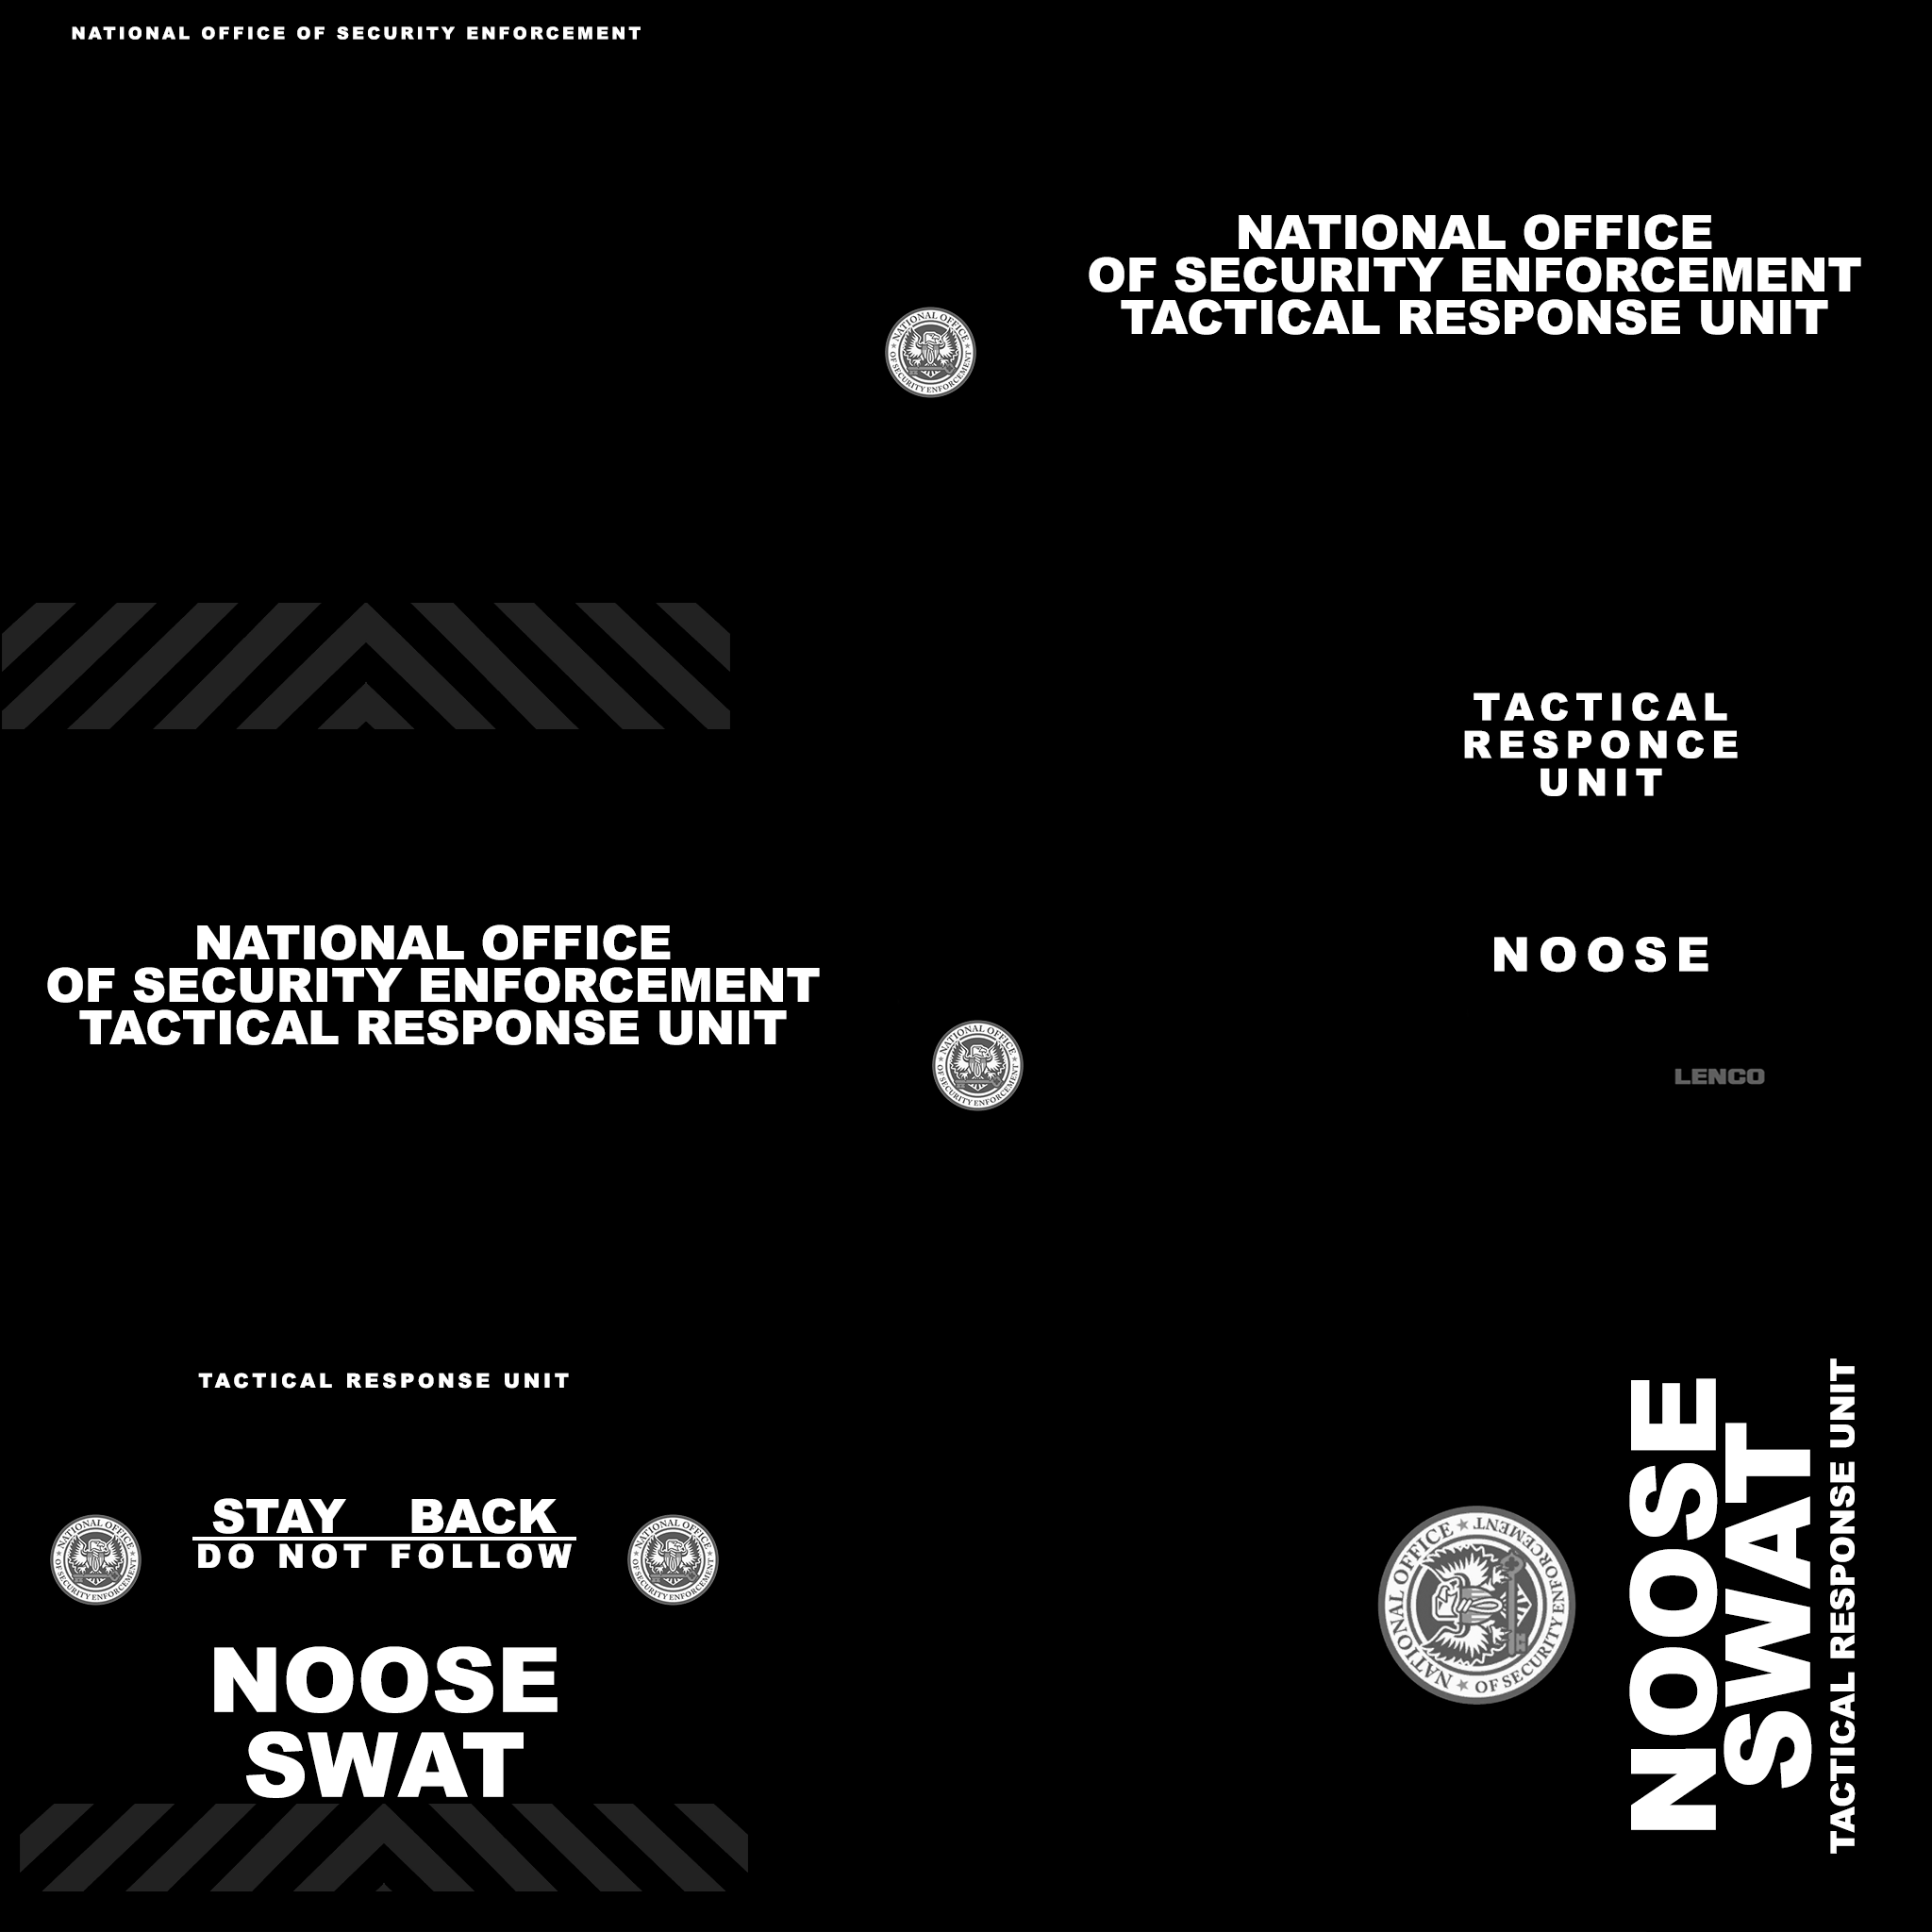 NATIONAL OFFICE OF SECURITY ENFORCEMENT
NATIONAL OFFICE
OF SECURITY ENFORCEMENT
TACTICAL RESPONSE UNIT
NATIONAL OFFICE
OF SECURITY ENFORCEMENT
TACTICAL
RESPONCE
UNIT
NATIONAL OFFICE
OF SECURITY ENFORCEMENT
TACTICAL RESPONSE UNIT
NOOSE
NATIONAL OFFICE
OF SECURITY ENFORCEMENT
LENCO
TACTICAL RESPONSE UNIT
STAY BACK
DO NOT FOLLOW
NATIONAL OFFICE
OF SECURITY ENFORCEMENT
NATIONAL OFFICE
OF SECURITY ENFORCEMENT
NOOSE
SWAT
NATIONAL OFFICE
OF SECURITY ENFORCEMENT
NOOSE
SWAT
TACTICAL RESPONSE UNIT